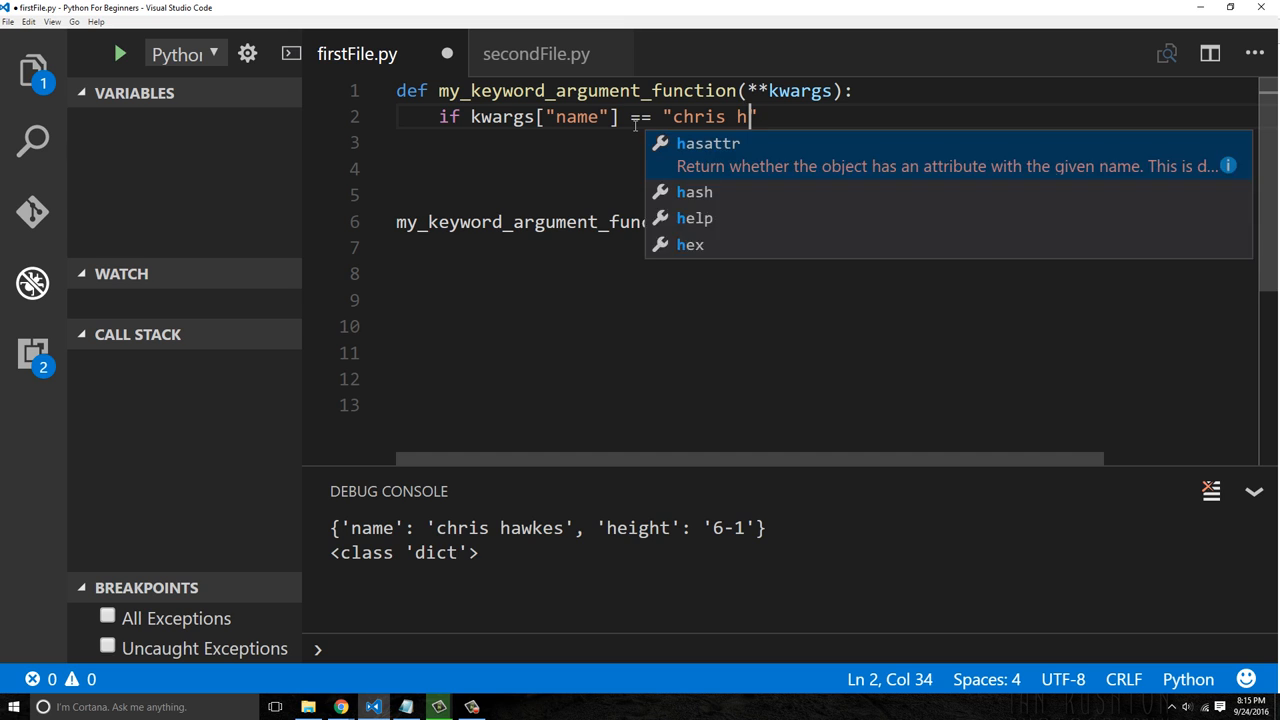 firstFile.py - Python For Beginners - Visual Studio Code
File Edit View Go Help
Python
firstFile.py
secondFile.py
1
VARIABLES
WATCH
CALL STACK
2
BREAKPOINTS
All Exceptions
Uncaught Exceptions
1 def my_keyword_argument_function(**kwargs):
2 if kwargs["name"] == "chris h"
3
4
5
6 my_keyword_argument_func
7
8
9
10
11
12
13
hasattr
Return whether the object has an attribute with the given name. This is d...
hash
help
hex
DEBUG CONSOLE
{'name': 'chris hawkes', 'height': '6-1'}
<class 'dict'>
0 0
Ln 2, Col 34 Spaces: 4 UTF-8 CRLF Python
I'm Cortana. Ask me anything.
8:15 PM
9/24/2016